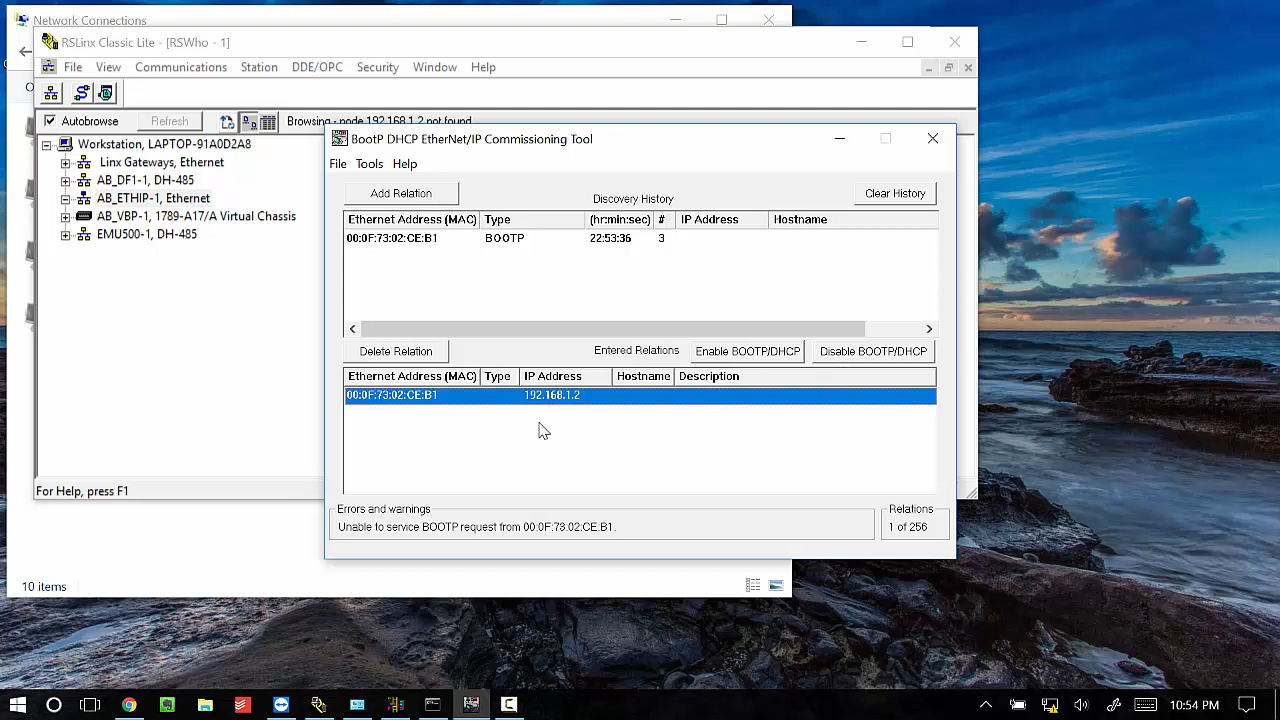 Network Connections
RSLinx Classic Lite - [RSWho - 1]
File View Communications Station DDE/OPC Security Window Help
Autobrowse Refresh Browsing - node 192.168.1.2 not found
Workstation, LAPTOP-91A0D2A8
Linx Gateways, Ethernet
AB_DF1-1, DH-485
AB_ETHIP-1, Ethernet
AB_VBP-1, 1789-A17/A Virtual Chassis
EMU500-1, DH-485
For Help, press F1
10 items
BootP DHCP EtherNet/IP Commissioning Tool
File Tools Help
Add Relation Discovery History Clear History
Ethernet Address (MAC) Type (hr:min:sec) # IP Address Hostname
00:0F:73:02:CE:B1 BOOTP 22:53:36 3
Delete Relation Entered Relations Enable BOOTP/DHCP Disable BOOTP/DHCP
Ethernet Address (MAC) Type IP Address Hostname Description
00:0F:73:02:CE:B1 192.168.1.2
Errors and warnings Relations
Unable to service BOOTP request from 00:0F:73:02:CE:B1. 1 of 256
10:54 PM